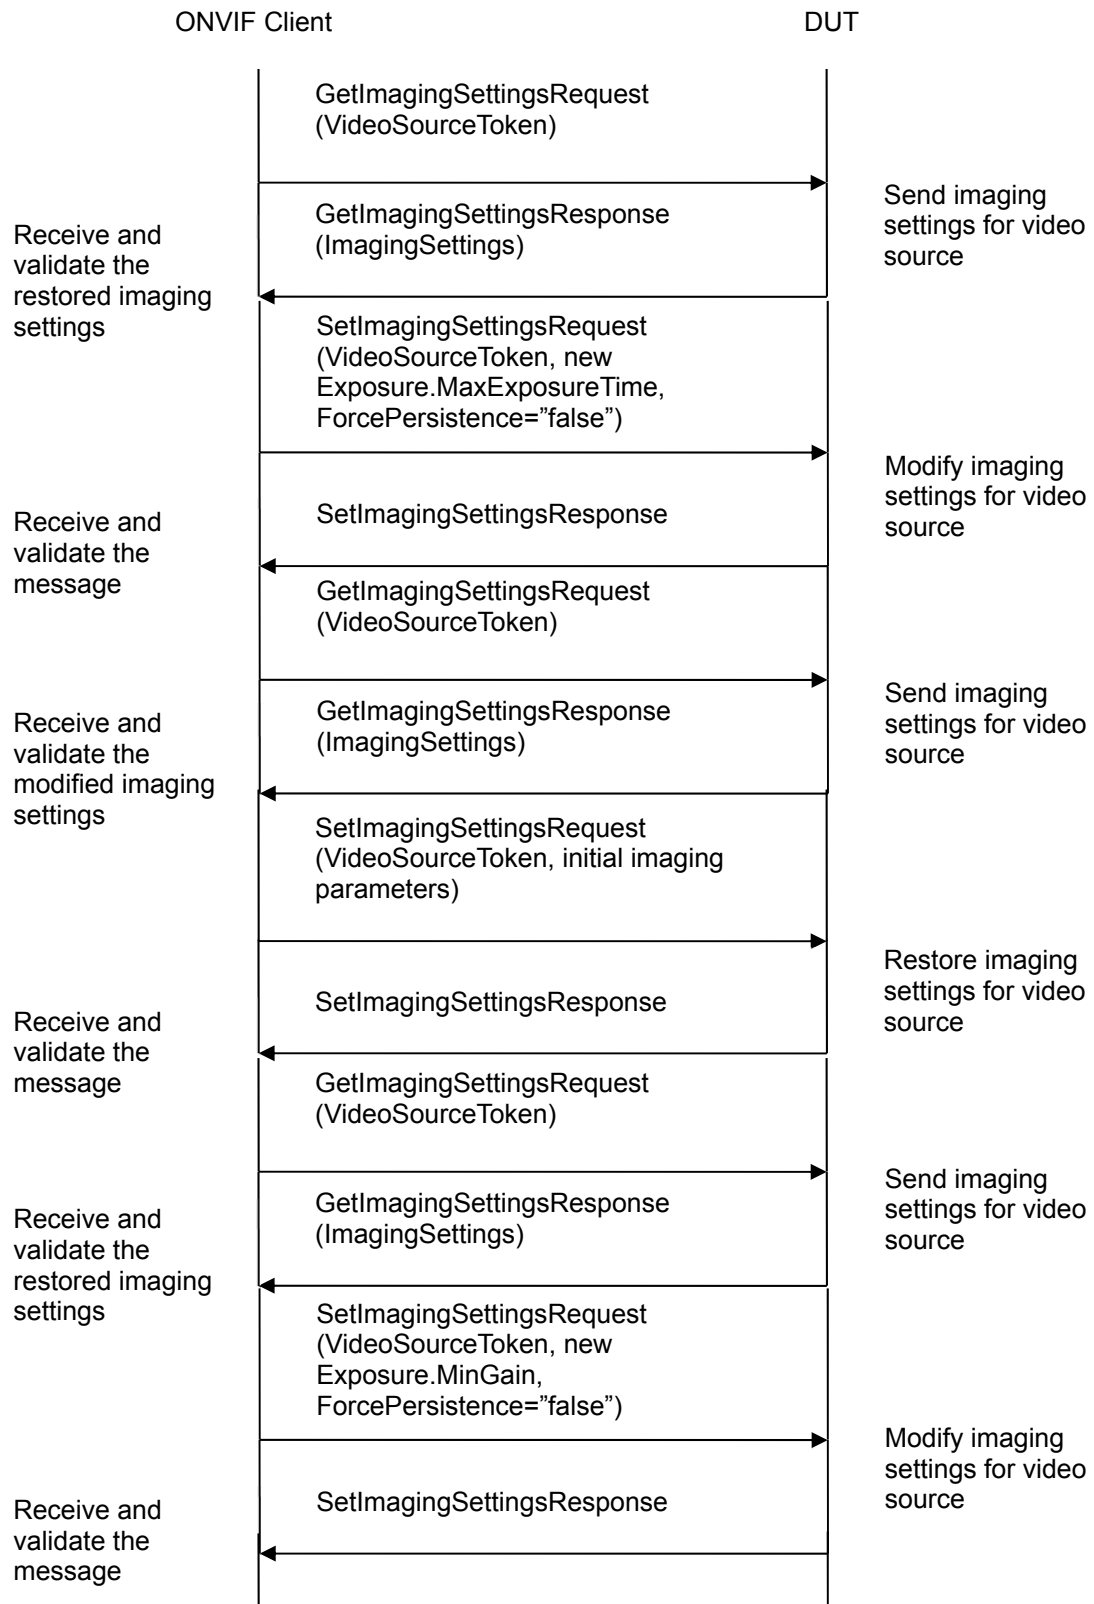 ONVIF Client
DUT
GetImagingSettingsRequest
(VideoSourceToken)
Send imaging
settings for video
source
GetImagingSettingsResponse
(ImagingSettings)
Receive and
validate the
restored imaging
settings
SetImagingSettingsRequest
(VideoSourceToken, new
Exposure.MaxExposureTime,
ForcePersistence=”false”)
Modify imaging
settings for video
source
SetImagingSettingsResponse
Receive and
validate the
message
GetImagingSettingsRequest
(VideoSourceToken)
Send imaging
settings for video
source
GetImagingSettingsResponse
(ImagingSettings)
Receive and
validate the
modified imaging
settings
SetImagingSettingsRequest
(VideoSourceToken, initial imaging
parameters)
Restore imaging
settings for video
source
SetImagingSettingsResponse
Receive and
validate the
message
GetImagingSettingsRequest
(VideoSourceToken)
Send imaging
settings for video
source
GetImagingSettingsResponse
(ImagingSettings)
Receive and
validate the
restored imaging
settings
SetImagingSettingsRequest
(VideoSourceToken, new
Exposure.MinGain,
ForcePersistence=”false”)
Modify imaging
settings for video
source
SetImagingSettingsResponse
Receive and
validate the
message